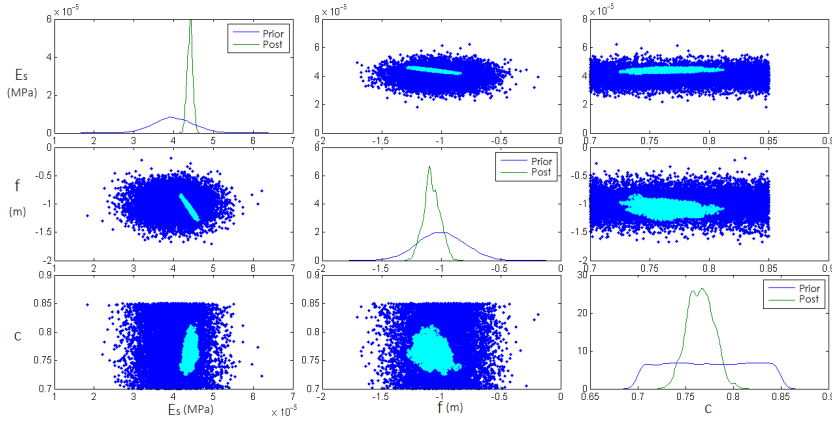 × 10⁻⁵ × 10⁻⁵ × 10⁻⁵
6 8 8
Prior
Post
Es
(MPa)
4 6 6
4 4
2 2 2
0 0 0
1 2 3 4 5 6 7 -2 -1.5 -1 -0.5 0 0.7 0.75 0.8 0.85 0.9
0 0
f
(m)
-0.5 6 -0.5
Prior
Post
-1 4 -1
-1.5 2 -1.5
-2 0 -2
1 2 3 4 5 6 7 -2 -1.5 -1 -0.5 0 0.7 0.75 0.8 0.85 0.9
0.9 0.9 30
Prior
Post
C
0.85 0.85
20
0.8 0.8
10
0.75 0.75
0.7 0.7 0
1 2 3 4 5 6 7 -2 -1.5 -1 -0.5 0 0.65 0.7 0.75 0.8 0.85 0.9
Es (MPa) × 10⁻⁵ f (m) C